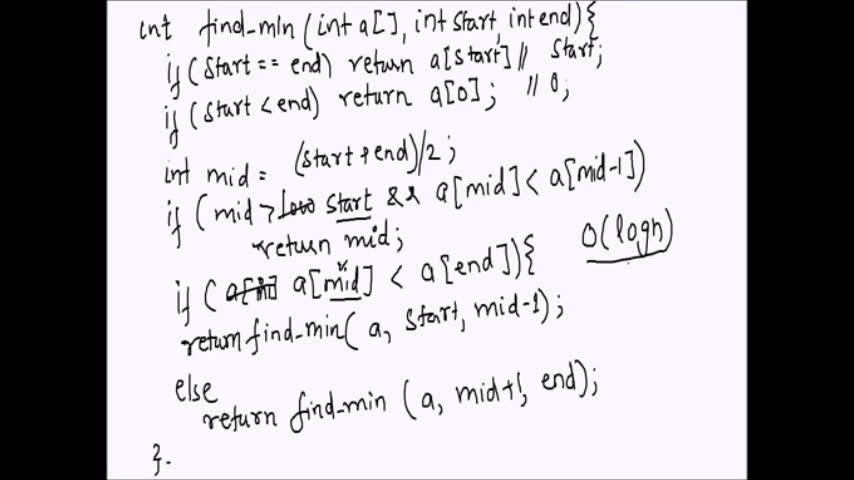 int find_min (int a[], int start, int end){
if (start == end) return a[start] // start;
if (start < end) return a[0]; // 0;
int mid = (start + end)/2;
if (mid > low start && a[mid] < a[mid-1])
return mid;
O(logn)
if ( a[mid] < a[end]){
return find_min( a, start, mid-1);
else
return find_min (a, mid+1, end);
}.